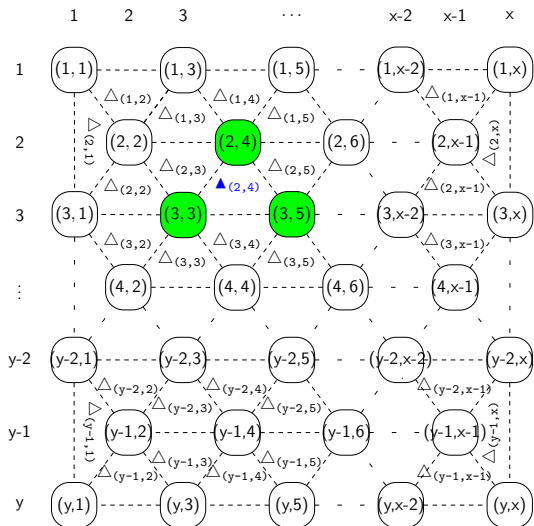 1 2 3 ··· x-2 x-1 x
1 (1, 1) (1, 3) (1, 5) (1,x-2) (1,x)
△(1,2) △(1,4) △(1,x-1)
△(2,1) △(1,3) △(1,5) △(2,x)
2 (2, 2) (2, 4) (2, 6) (2,x-1)
△(2,3) △(2,5)
△(2,2) ▲(2,4) △(2,x-1)
3 (3, 1) (3, 3) (3, 5) (3,x-2) (3,x)
△(3,2) △(3,4) △(3,x-1)
△(3,3) △(3,5)
⋮ (4, 2) (4, 4) (4, 6) (4,x-1)
y-2 (y-2,1) (y-2,3) (y-2,5) (y-2,x-2) (y-2,x)
△(y-2,2) △(y-2,4) △(y-2,x-1)
△(y-1,1) △(y-2,3) △(y-2,5) △(y-1,x)
y-1 (y-1,2) (y-1,4) (y-1,6) (y-1,x-1)
△(y-1,3) △(y-1,5)
△(y-1,2) △(y-1,4) △(y-1,x-1)
y (y,1) (y,3) (y,5) (y,x-2) (y,x)